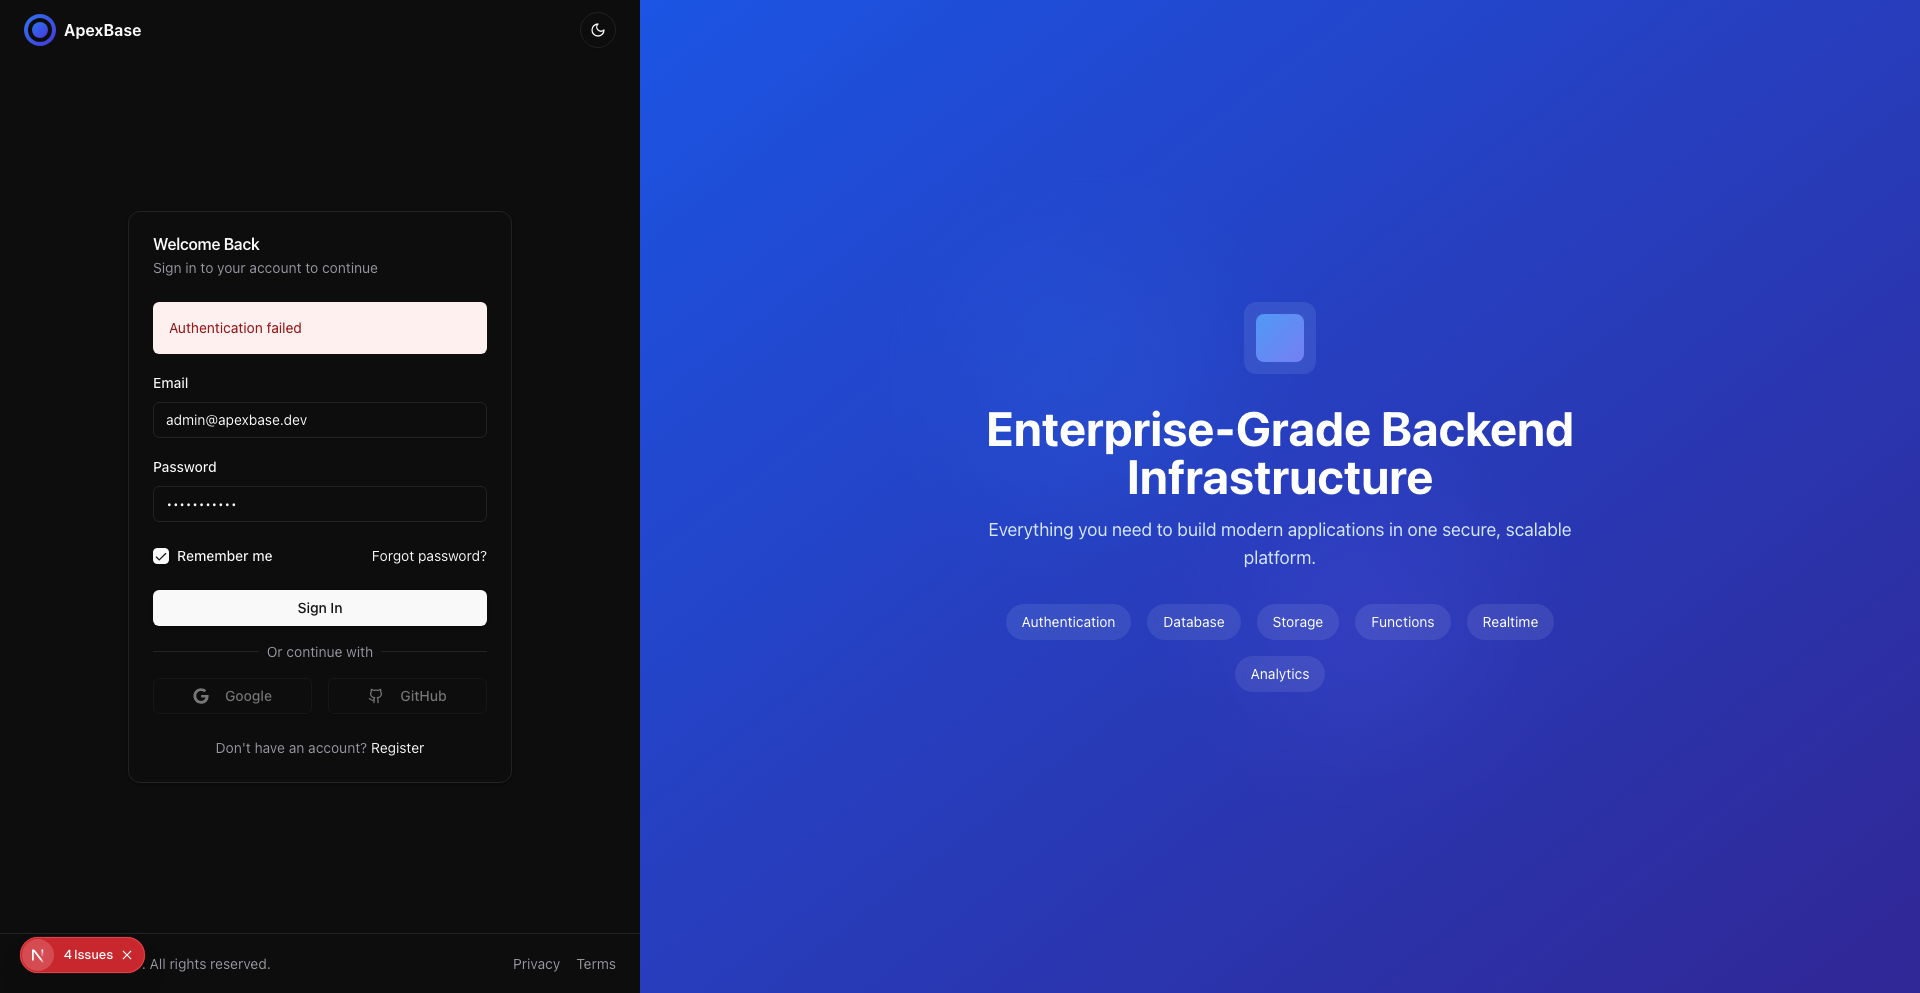 ApexBase
Welcome Back
Sign in to your account to continue
Authentication failed
Email
admin@apexbase.dev
Password
•••••••••••
Remember me
Forgot password?
Sign In
Or continue with
Google
GitHub
Don't have an account? Register
4 Issues
. All rights reserved.
Privacy
Terms
Enterprise-Grade Backend
Infrastructure
Everything you need to build modern applications in one secure, scalable
platform.
Authentication
Database
Storage
Functions
Realtime
Analytics